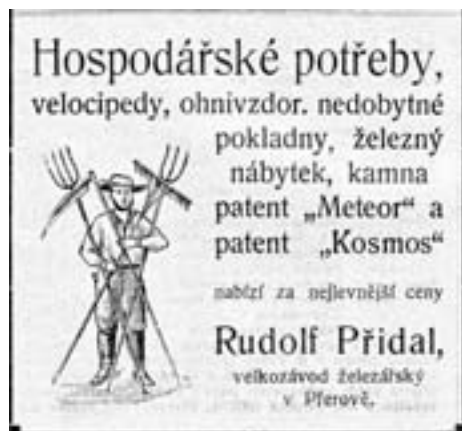 Hospodářské potřeby,
velocipedy, ohnivzdor. nedobytné
pokladny, železný
nábytek, kamna
patent „Meteor“ a
patent „Kosmos“
nabízí za nejlevnější ceny
Rudolf Přidal,
velkozávod železářský
v Přerově.